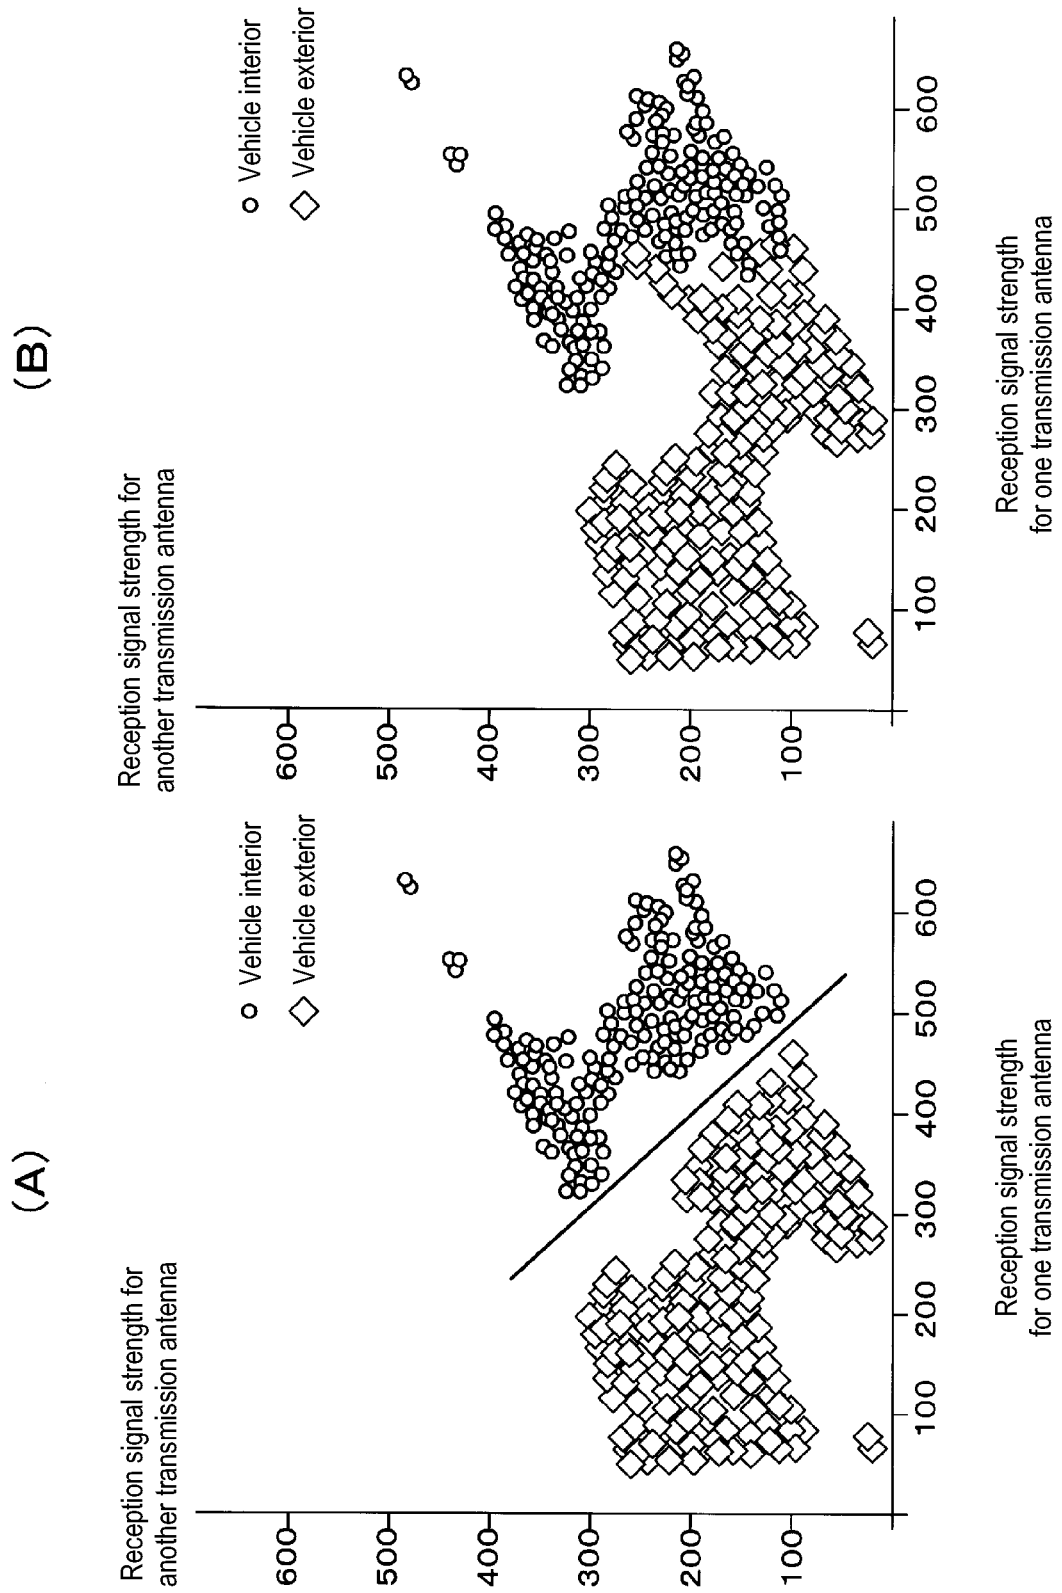 (A)
Reception signal strength for
another transmission antenna
Vehicle interior
Vehicle exterior
600
500
400
300
200
100
100
200
300
400
500
600
Reception signal strength
for one transmission antenna
(B)
Reception signal strength for
another transmission antenna
Vehicle interior
Vehicle exterior
600
500
400
300
200
100
100
200
300
400
500
600
Reception signal strength
for one transmission antenna